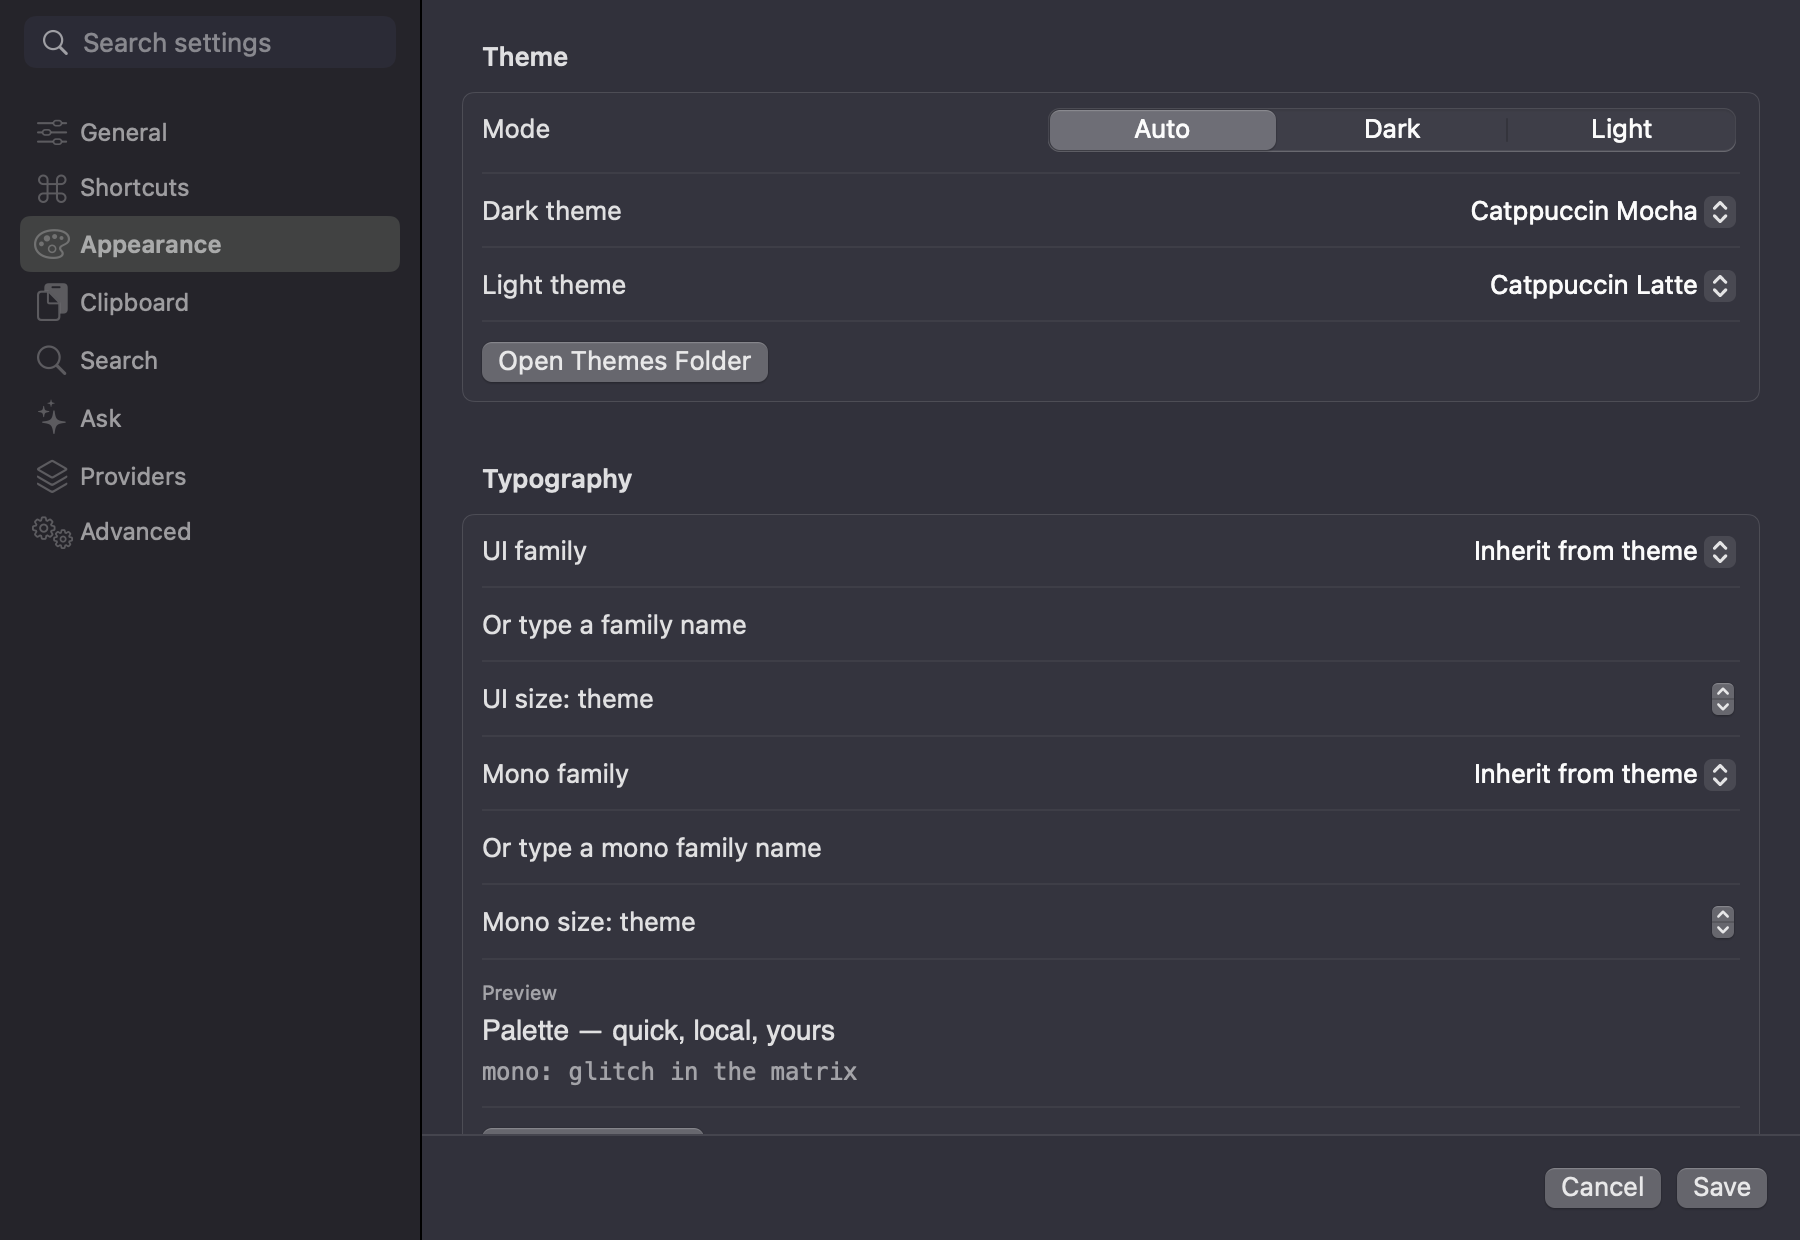 Search settings
General
Shortcuts
Appearance
Clipboard
Search
Ask
Providers
Advanced
Theme
Mode
Auto
Dark
Light
Dark theme
Catppuccin Mocha
Light theme
Catppuccin Latte
Open Themes Folder
Typography
UI family
Inherit from theme
Or type a family name
UI size: theme
Mono family
Inherit from theme
Or type a mono family name
Mono size: theme
Preview
Palette — quick, local, yours
mono: glitch in the matrix
Cancel
Save